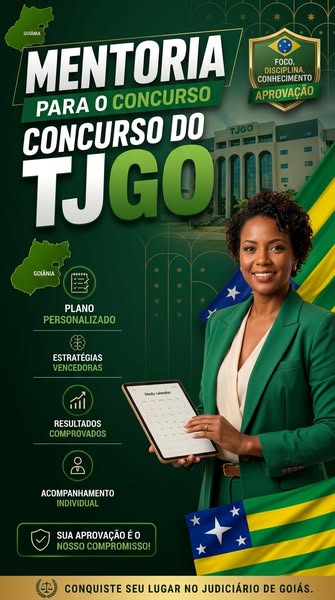 GOIÂNIA
MENTORIA
PARA O CONCURSO
CONCURSO DO
TJGO
FOCO,
DISCIPLINA,
CONHECIMENTO
APROVAÇÃO
TJGO
GOIÂNIA
PLANO
PERSONALIZADO
ESTRATÉGIAS
VENCEDORAS
RESULTADOS
COMPROVADOS
ACOMPANHAMENTO
INDIVIDUAL
SUA APROVAÇÃO É O
NOSSO COMPROMISSO!
CONQUISTE SEU LUGAR NO JUDICIÁRIO DE GOIÁS.